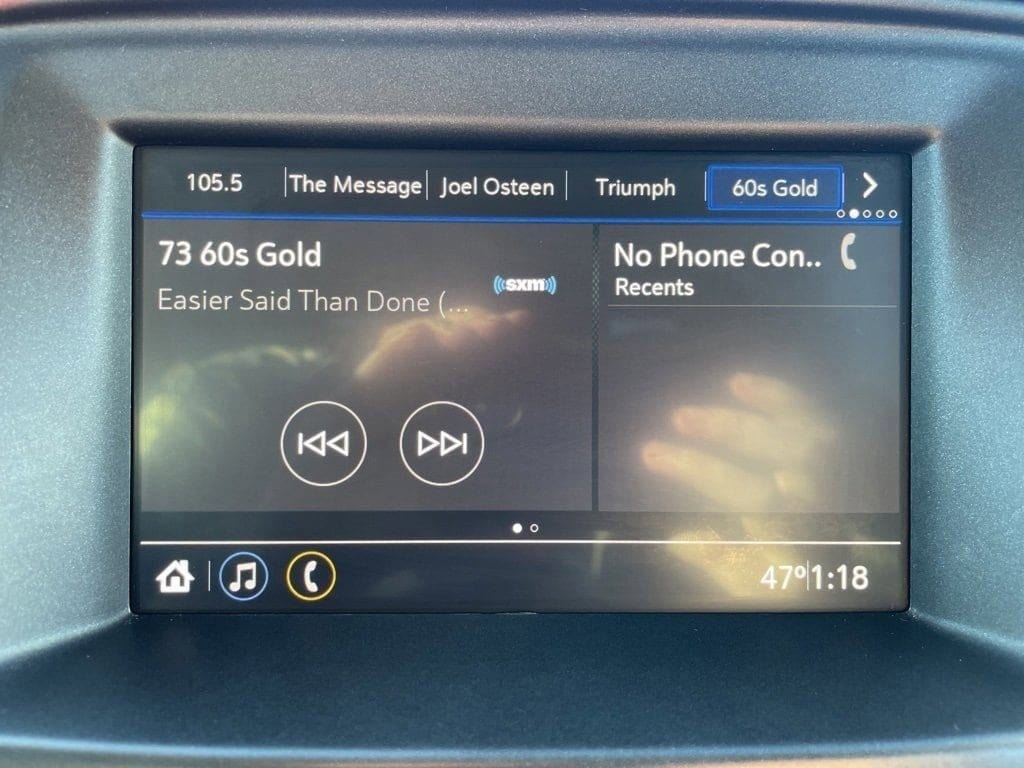 105.5 The Message Joel Osteen Triumph 60s Gold
73 60s Gold
Easier Said Than Done (...
sxm
No Phone Con..
Recents
47° 1:18